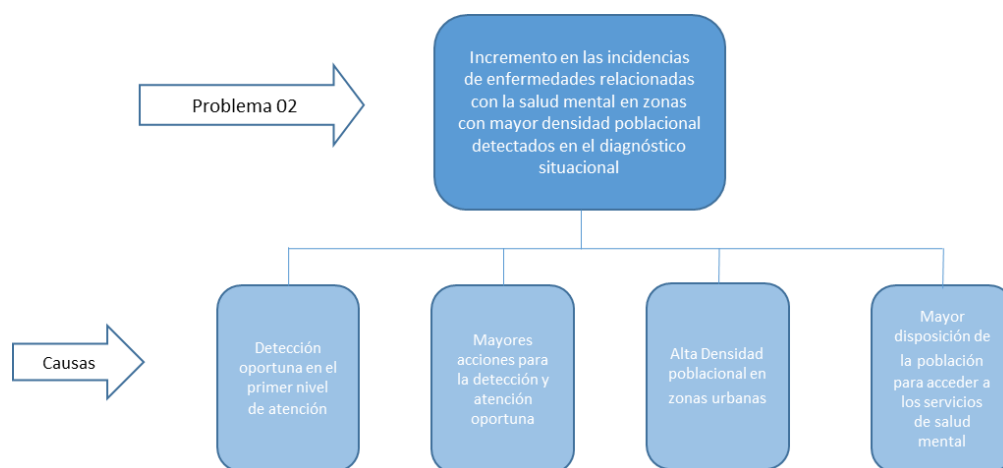 Problema 02
Incremento en las incidencias
de enfermedades relacionadas
con la salud mental en zonas
con mayor densidad poblacional
detectados en el diagnóstico
situacional
Causas
Detección
oportuna en el
primer nivel
de atención
Mayores
acciones para
la detección y
atención
oportuna
Alta Densidad
poblacional en
zonas urbanas
Mayor
disposición de
la población
para acceder a
los servicios
de salud
mental